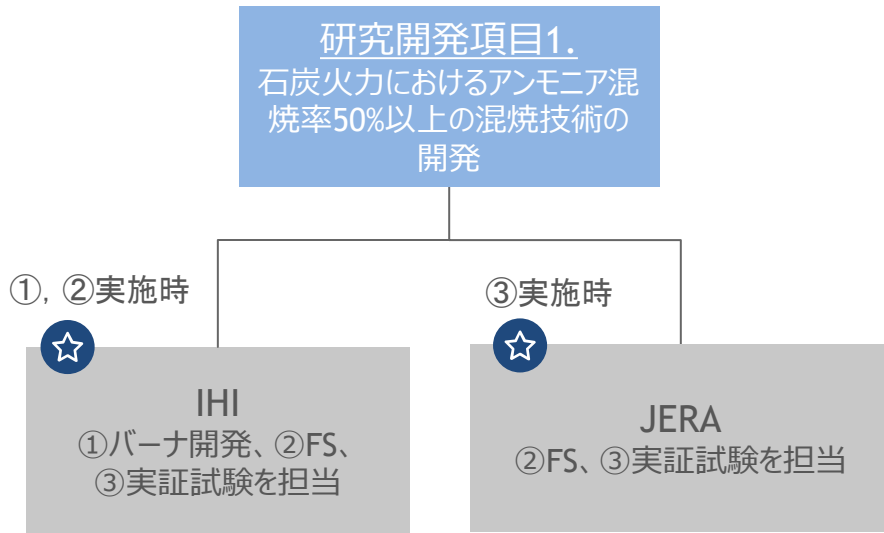 研究開発項目1.
石炭火力におけるアンモニア混
焼率50%以上の混焼技術の
開発
①, ②実施時
③実施時
IHI
①バーナ開発、②FS、
③実証試験を担当
JERA
②FS、③実証試験を担当